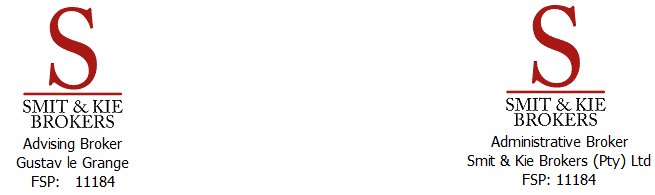 S
SMIT & KIE
BROKERS
Advising Broker
Gustav le Grange
FSP: 11184
S
SMIT & KIE
BROKERS
Administrative Broker
Smit & Kie Brokers (Pty) Ltd
FSP: 11184